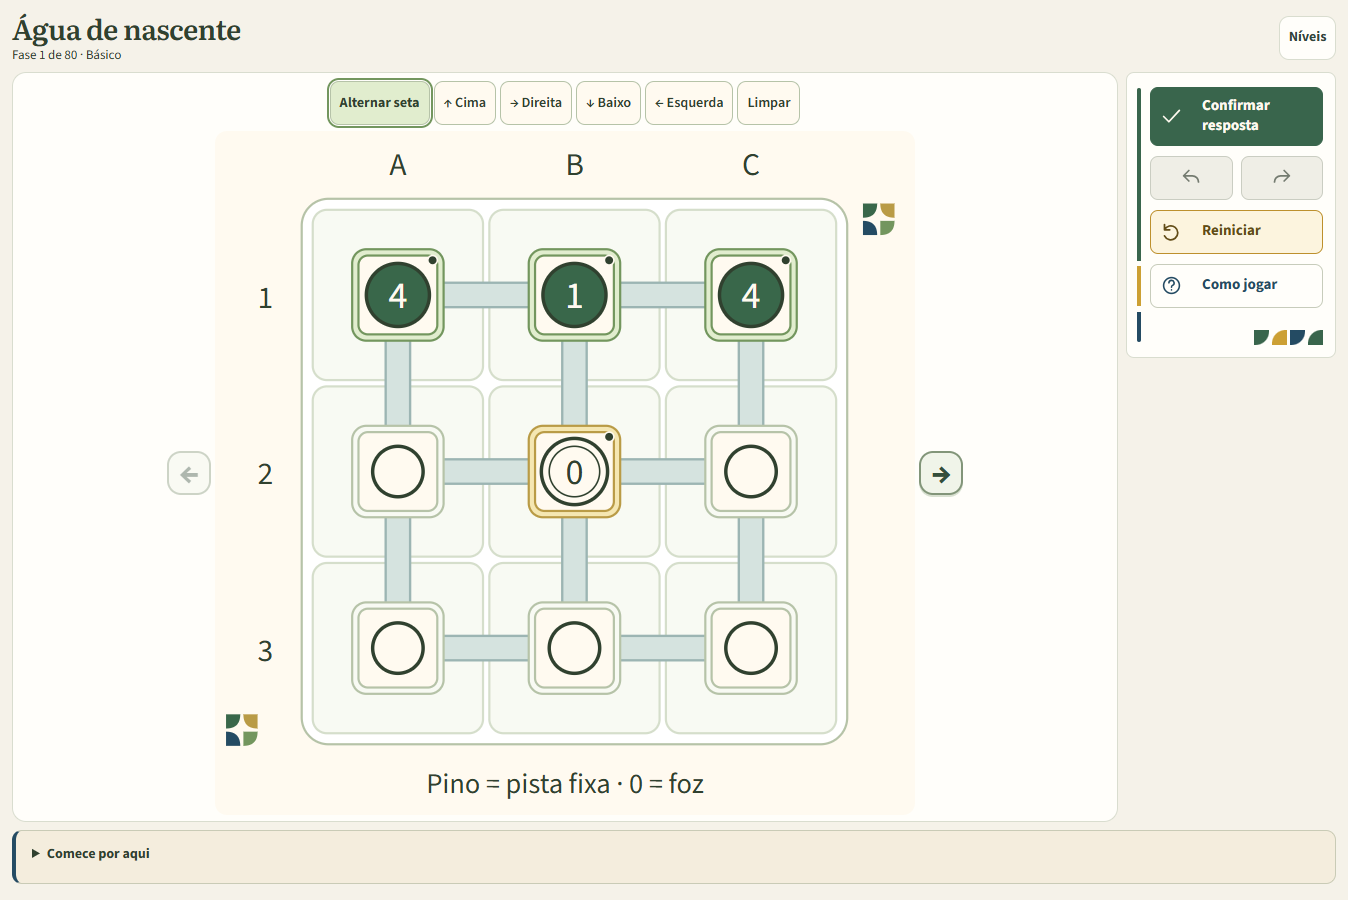 Água de nascente
Fase 1 de 80 · Básico
Níveis
Alternar seta
↑ Cima
→ Direita
↓ Baixo
← Esquerda
Limpar
Confirmar
resposta
Reiniciar
Como jogar
A B C
1 4 1 4
2 0
3
Pino = pista fixa · 0 = foz
Comece por aqui